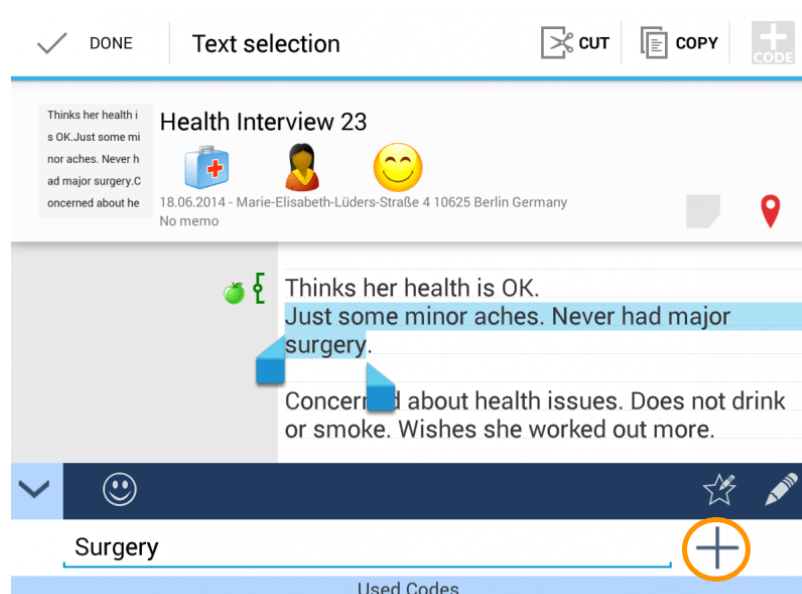 DONE
Text selection
CUT
COPY
CODE
Thinks her health i
s OK.Just some mi
nor aches. Never h
ad major surgery.C
oncerned about he
Health Interview 23
18.06.2014 - Marie-Elisabeth-Lüders-Straße 4 10625 Berlin Germany
No memo
Thinks her health is OK.
Just some minor aches. Never had major
surgery.
about health issues. Does not drink
or smoke. Wishes she worked out more.
Surgery
Used Codes